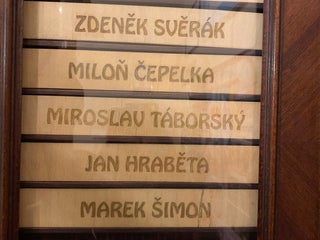 ZDENĚK SVĚRÁK
MILOŇ ČEPELKA
MIROSLAV TÁBORSKÝ
JAN HRABĚTA
MAREK ŠIMON